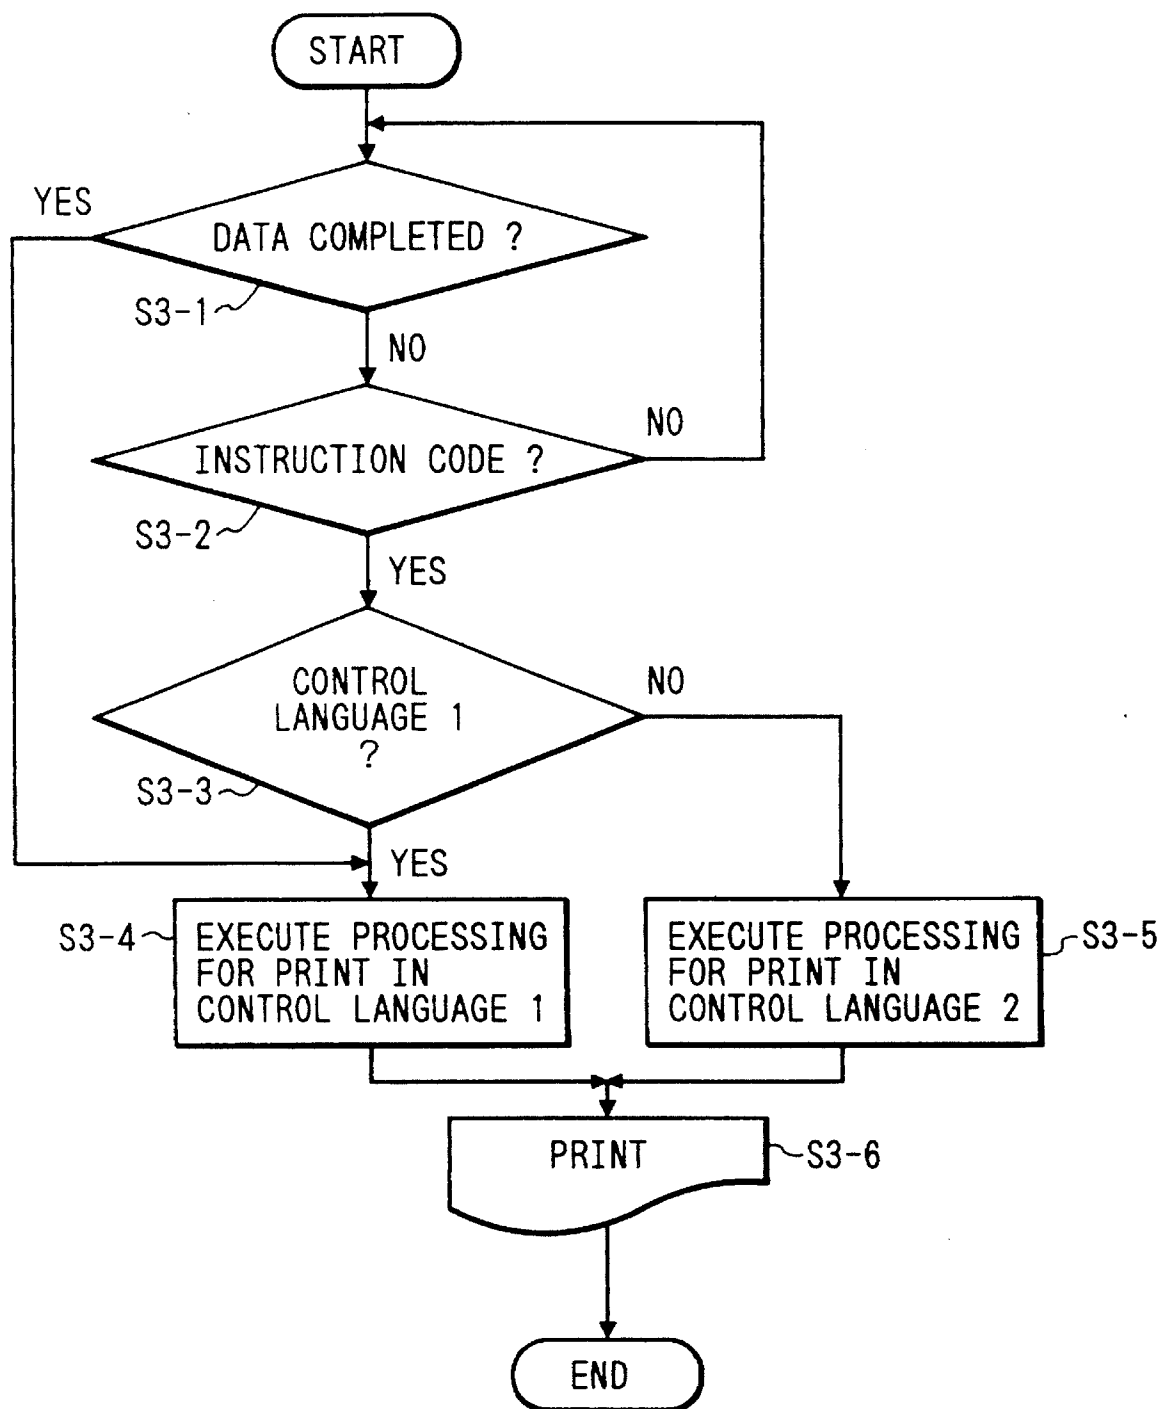 START
YES
DATA COMPLETED ?
S3-1
NO
INSTRUCTION CODE ?
NO
S3-2
YES
CONTROL
LANGUAGE 1
?
NO
S3-3
YES
S3-4
EXECUTE PROCESSING
FOR PRINT IN
CONTROL LANGUAGE 1
EXECUTE PROCESSING
FOR PRINT IN
CONTROL LANGUAGE 2
S3-5
PRINT
S3-6
END